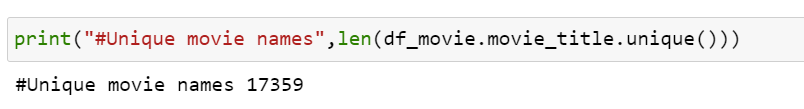 print("#Unique movie names",len(df_movie.movie_title.unique()))
#Unique movie names 17359